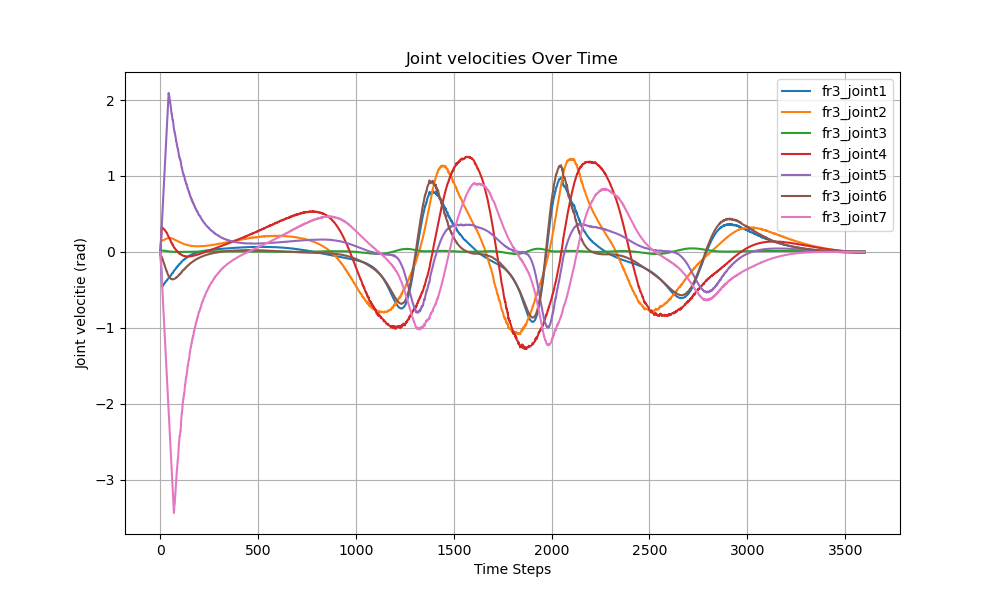 Joint velocities Over Time
fr3_joint1
fr3_joint2
fr3_joint3
fr3_joint4
fr3_joint5
fr3_joint6
fr3_joint7
Joint velocitie (rad)
2
1
0
−1
−2
−3
0 500 1000 1500 2000 2500 3000 3500
Time Steps